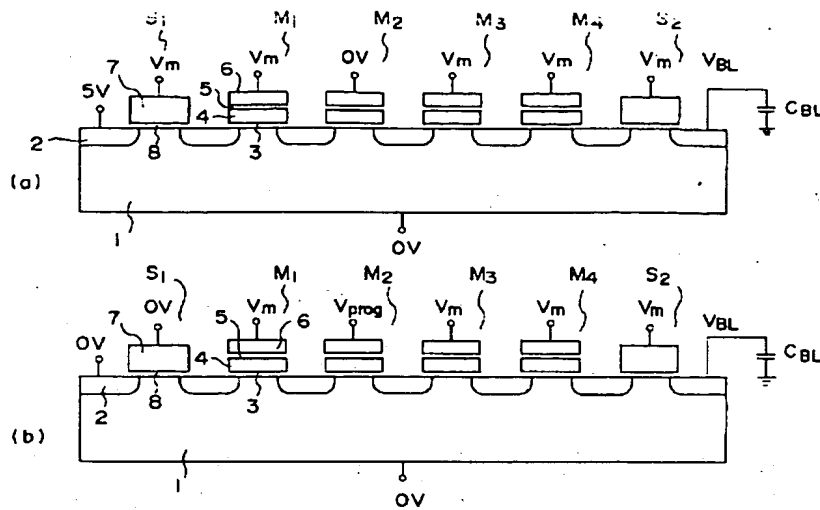 S1 M1 M2 M3 M4 S2
7 Vm Vm 6 0V Vm Vm Vm VBL
5V 5 4 CBL
2 8 3
(a)
1 0V
S1 M1 M2 M3 M4 S2
0V Vm 6 Vprog Vm Vm Vm VBL
7 5
0V 4 CBL
2 8 3
(b)
1 0V